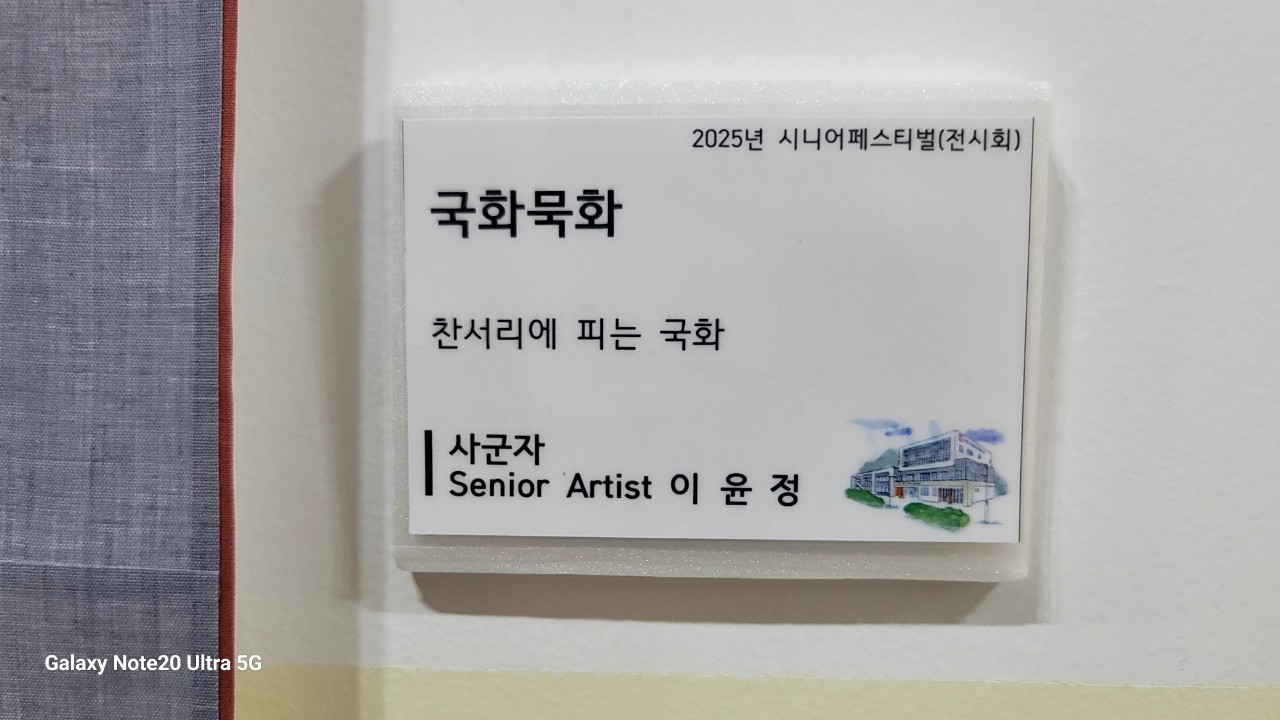 2025년 시니어페스티벌(전시회)
국화묵화
찬서리에 피는 국화
사군자
Senior Artist 이 윤 정
Galaxy Note20 Ultra 5G